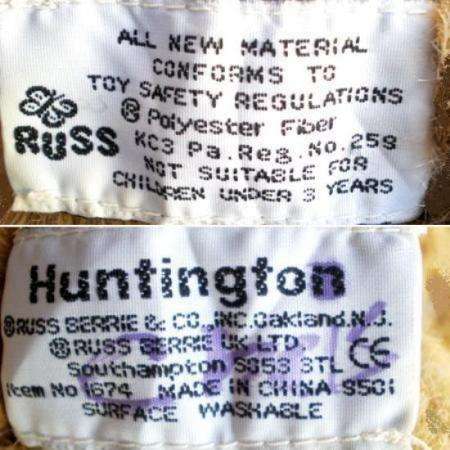 ALL NEW MATERIAL
CONFORMS TO
TOY SAFETY REGULATIONS
® Polyester Fiber
RUSS
KC3 Pa.Reg.No.259
NOT SUITABLE FOR
CHILDREN UNDER 3 YEARS
Huntington
®RUSS BERRIE & CO. INC. Oakland.N.J.
®RUSS BERRIE UK LTD.
Southampton SO53 3TL CE
Item No 1674 MADE IN CHINA-S501
SURFACE WASHABLE